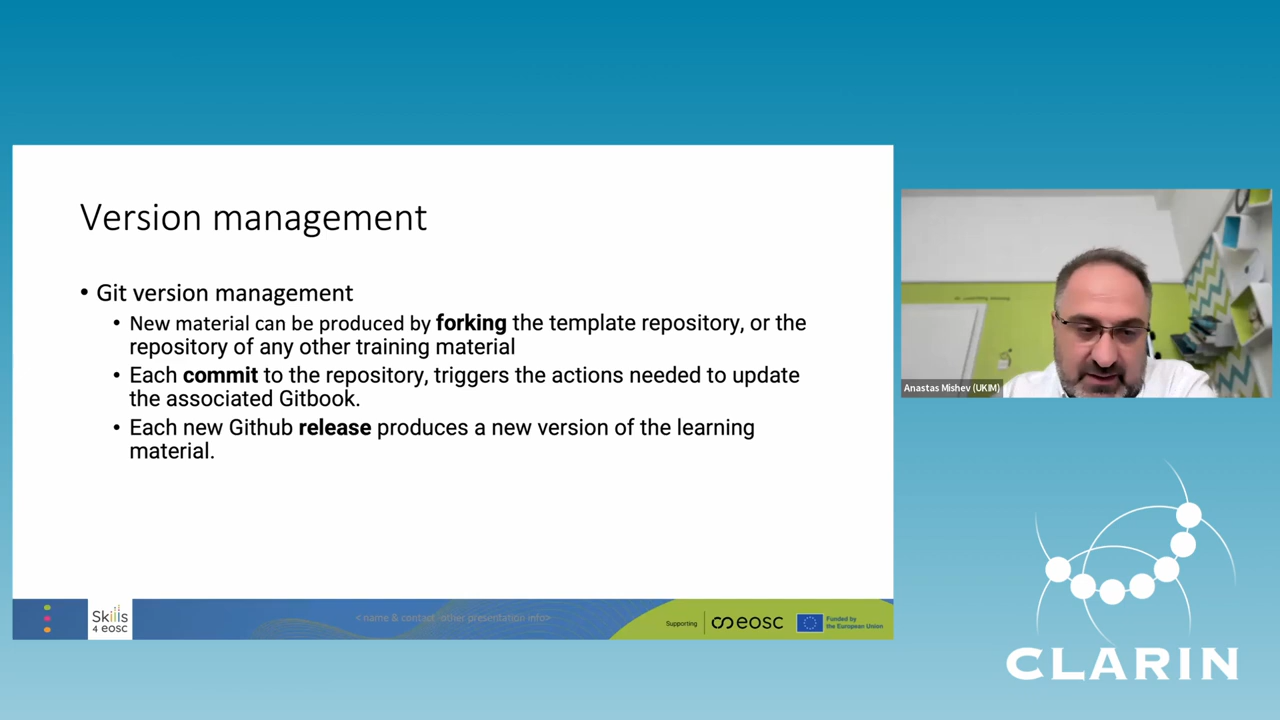 Version management
• Git version management
• New material can be produced by forking the template repository, or the
repository of any other training material
• Each commit to the repository, triggers the actions needed to update
the associated Gitbook.
• Each new Github release produces a new version of the learning
material.
Skills
4 eosc
< name & contact -other presentation info>
Supporting
eosc
Funded by
the European Union
Anastas Mishev (UKIM)
CLARIN